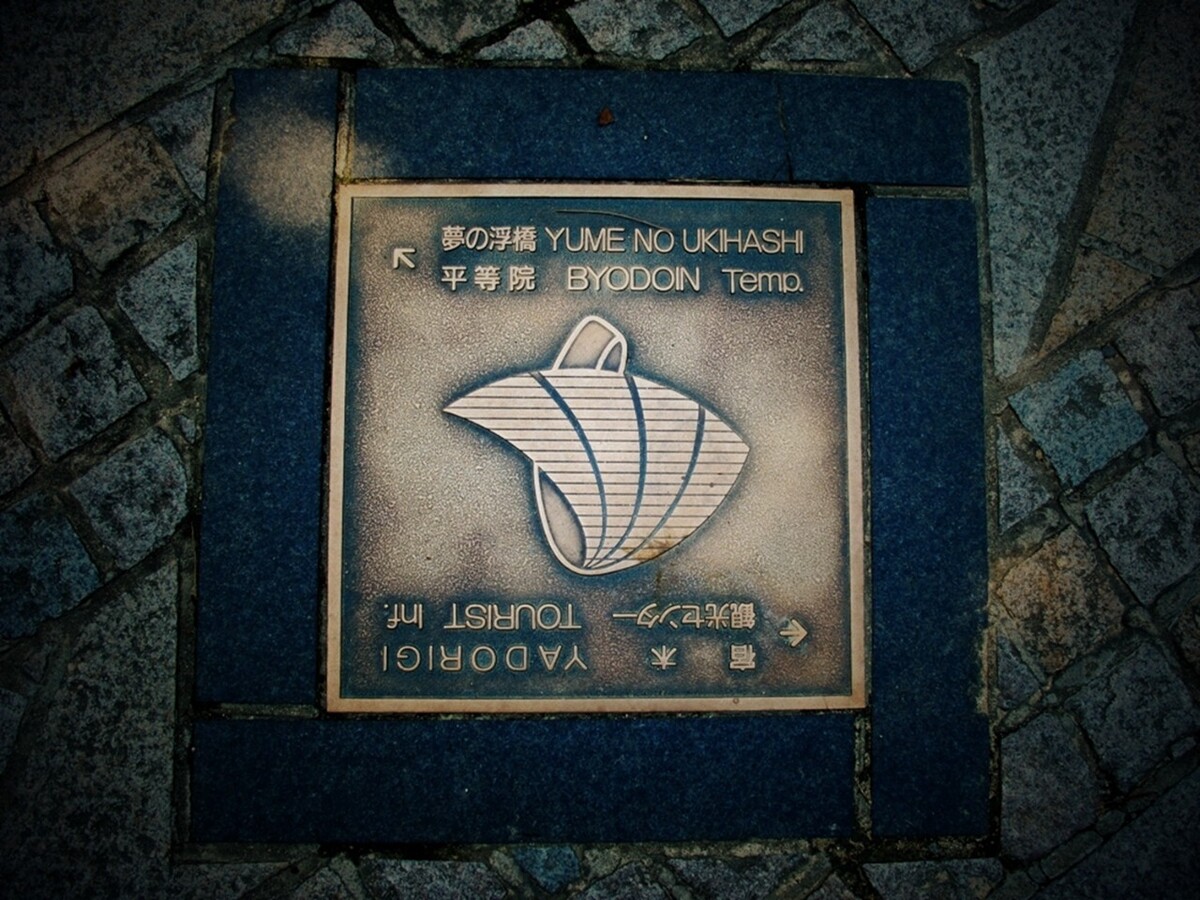 夢の浮橋 YUME NO UKIHASHI
平等院 BYODOIN Temp.
宿 木 YADORIGI
観光センター TOURIST Inf.